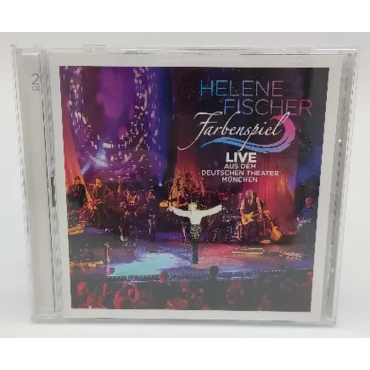 2
CD
HELENE
FISCHER
Farbenspiel
LIVE
AUS DEM
DEUTSCHEN THEATER
MÜNCHEN